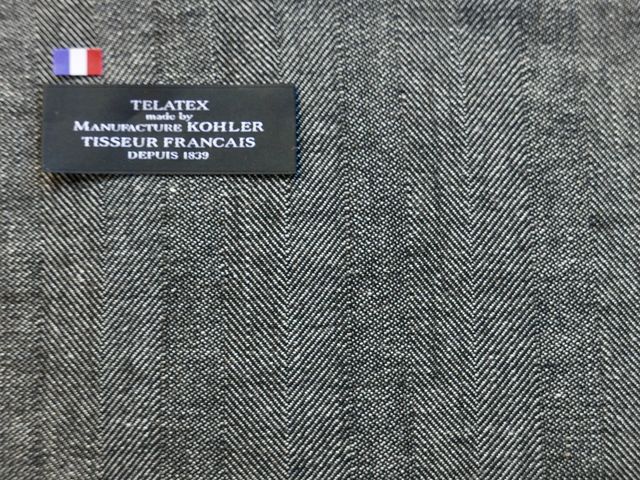 TELATEX
made by
MANUFACTURE KOHLER
TISSEUR FRANCAIS
DEPUIS 1839